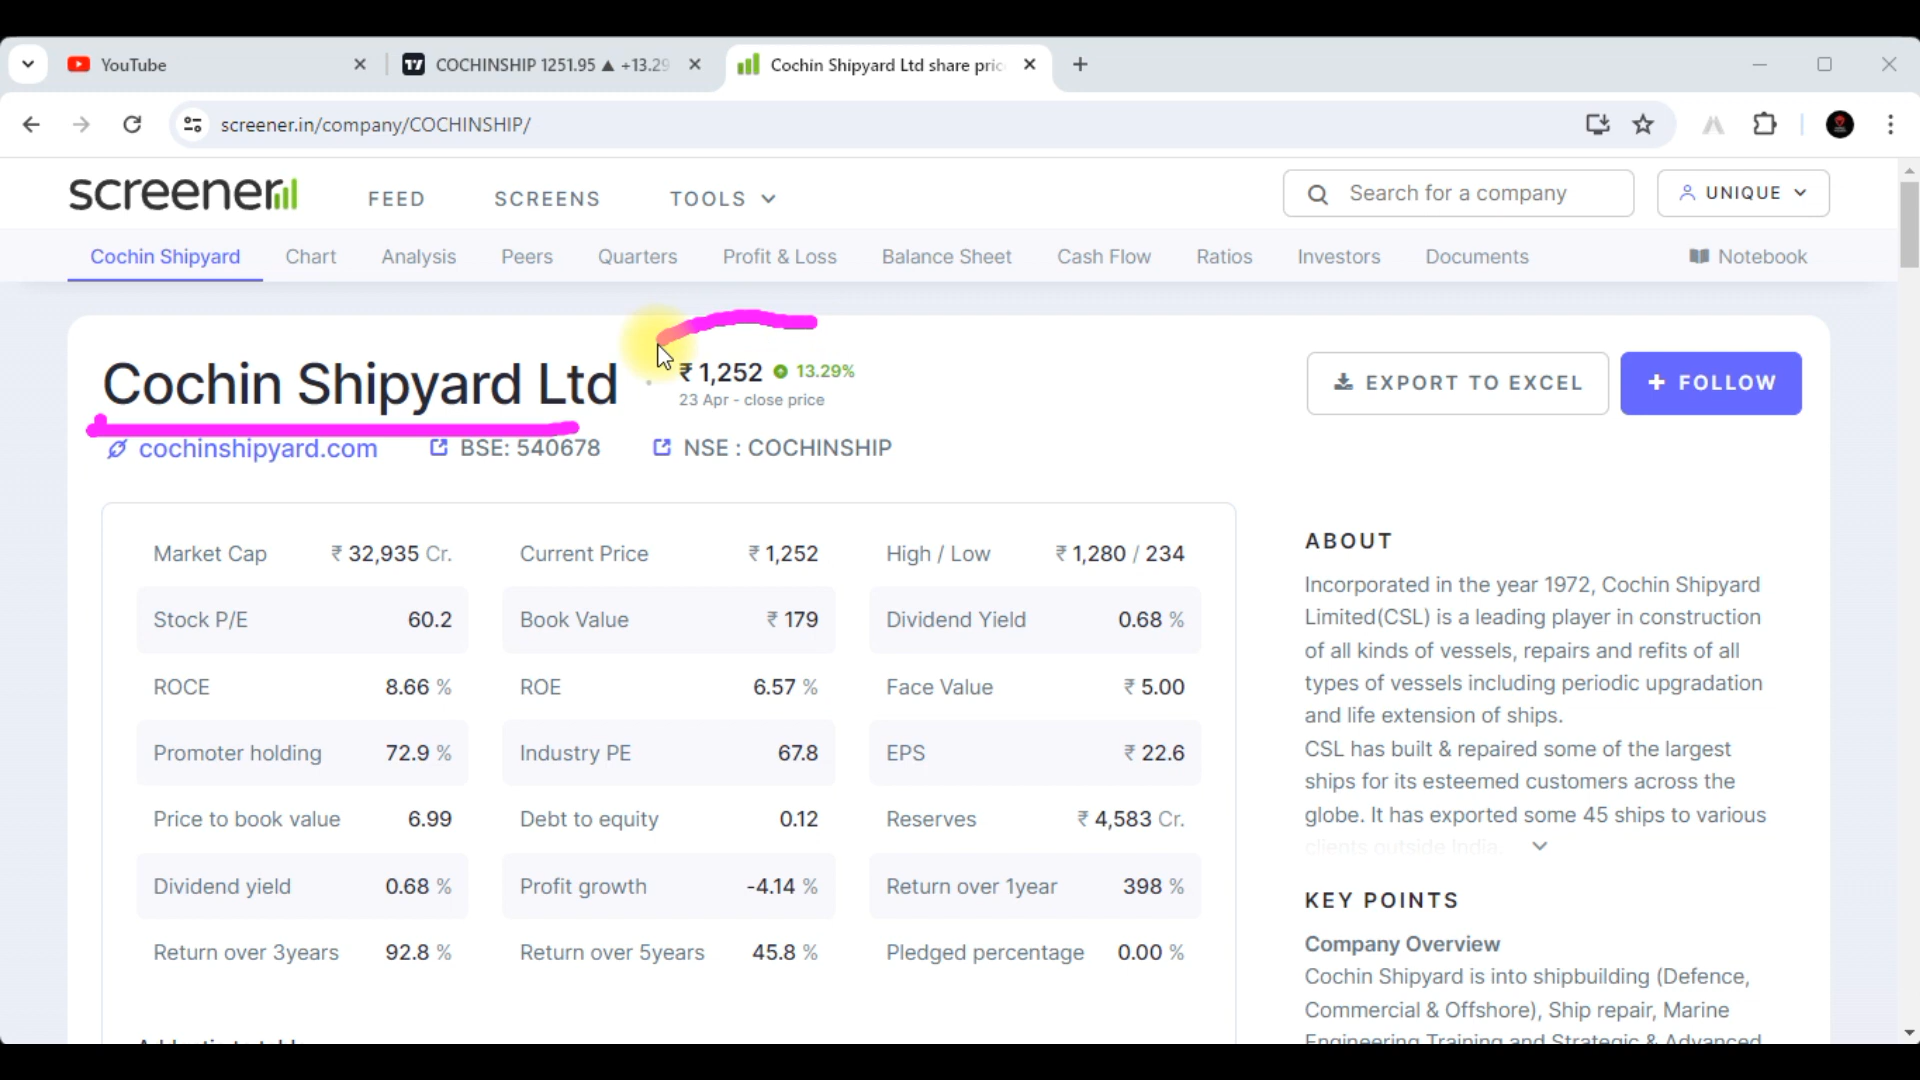 YouTube
COCHINSHIP 1251.95 ▲ +13.29
Cochin Shipyard Ltd share pric
screener.in/company/COCHINSHIP/
screener
FEED
SCREENS
TOOLS
Search for a company
UNIQUE
Cochin Shipyard
Chart
Analysis
Peers
Quarters
Profit & Loss
Balance Sheet
Cash Flow
Ratios
Investors
Documents
Notebook
Cochin Shipyard Ltd
₹ 1,252 13.29%
23 Apr - close price
EXPORT TO EXCEL
+ FOLLOW
cochinshipyard.com
BSE: 540678
NSE : COCHINSHIP
Market Cap ₹ 32,935 Cr.
Current Price ₹ 1,252
High / Low ₹ 1,280 / 234
Stock P/E 60.2
Book Value ₹ 179
Dividend Yield 0.68 %
ROCE 8.66 %
ROE 6.57 %
Face Value ₹ 5.00
Promoter holding 72.9 %
Industry PE 67.8
EPS ₹ 22.6
Price to book value 6.99
Debt to equity 0.12
Reserves ₹ 4,583 Cr.
Dividend yield 0.68 %
Profit growth -4.14 %
Return over 1year 398 %
Return over 3years 92.8 %
Return over 5years 45.8 %
Pledged percentage 0.00 %
ABOUT
Incorporated in the year 1972, Cochin Shipyard
Limited(CSL) is a leading player in construction
of all kinds of vessels, repairs and refits of all
types of vessels including periodic upgradation
and life extension of ships.
CSL has built & repaired some of the largest
ships for its esteemed customers across the
globe. It has exported some 45 ships to various
clients outside India.
KEY POINTS
Company Overview
Cochin Shipyard is into shipbuilding (Defence,
Commercial & Offshore), Ship repair, Marine
Engineering Training and Strategic & Advanced